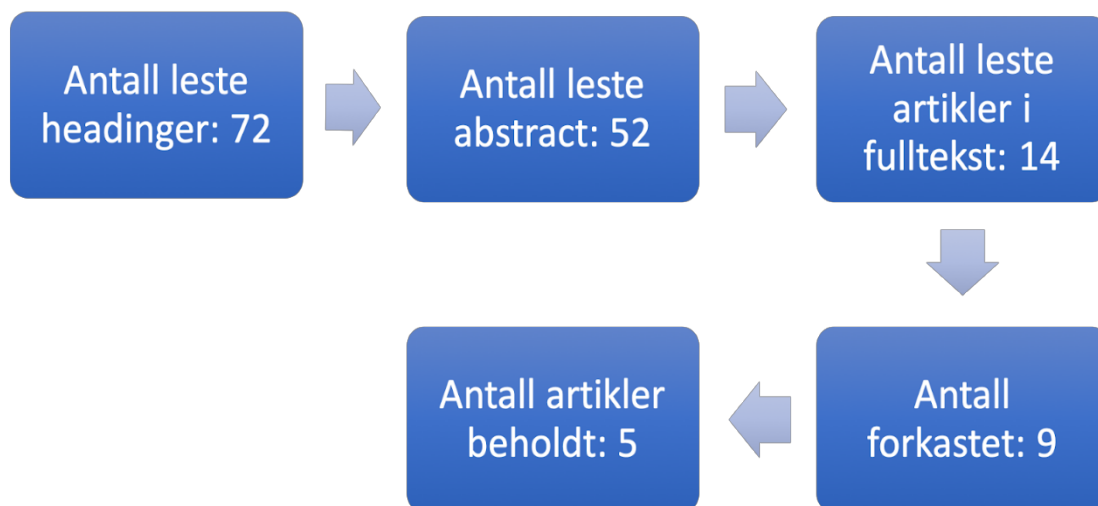 Antall leste
headinger: 72
Antall leste
abstract: 52
Antall leste
artikler i
fulltekst: 14
Antall
forkastet: 9
Antall artikler
beholdt: 5